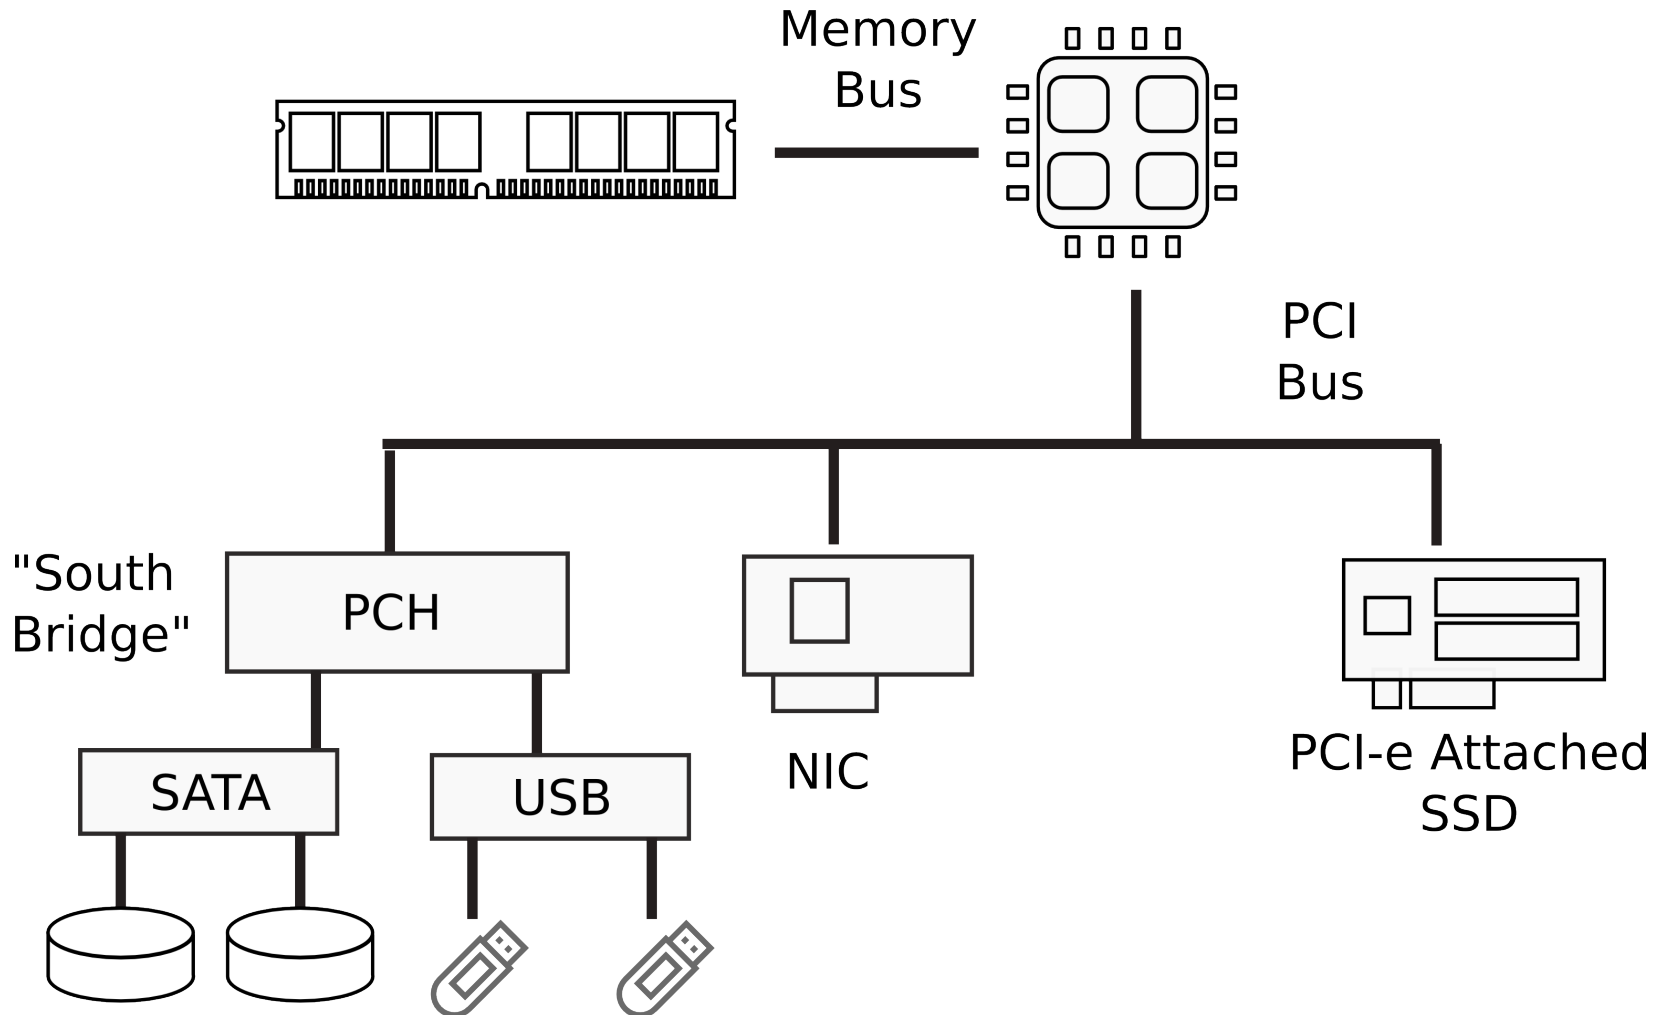 Memory
Bus
PCI
Bus
"South
Bridge"
PCH
SATA
USB
NIC
PCI-e Attached
SSD